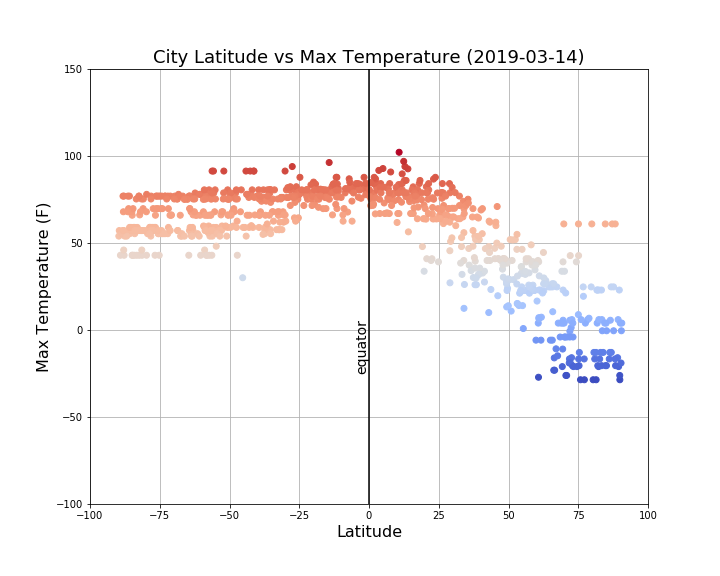 City Latitude vs Max Temperature (2019-03-14)
Max Temperature (F)
150
100
50
0
−50
−100
equator
−100 −75 −50 −25 0 25 50 75 100
Latitude